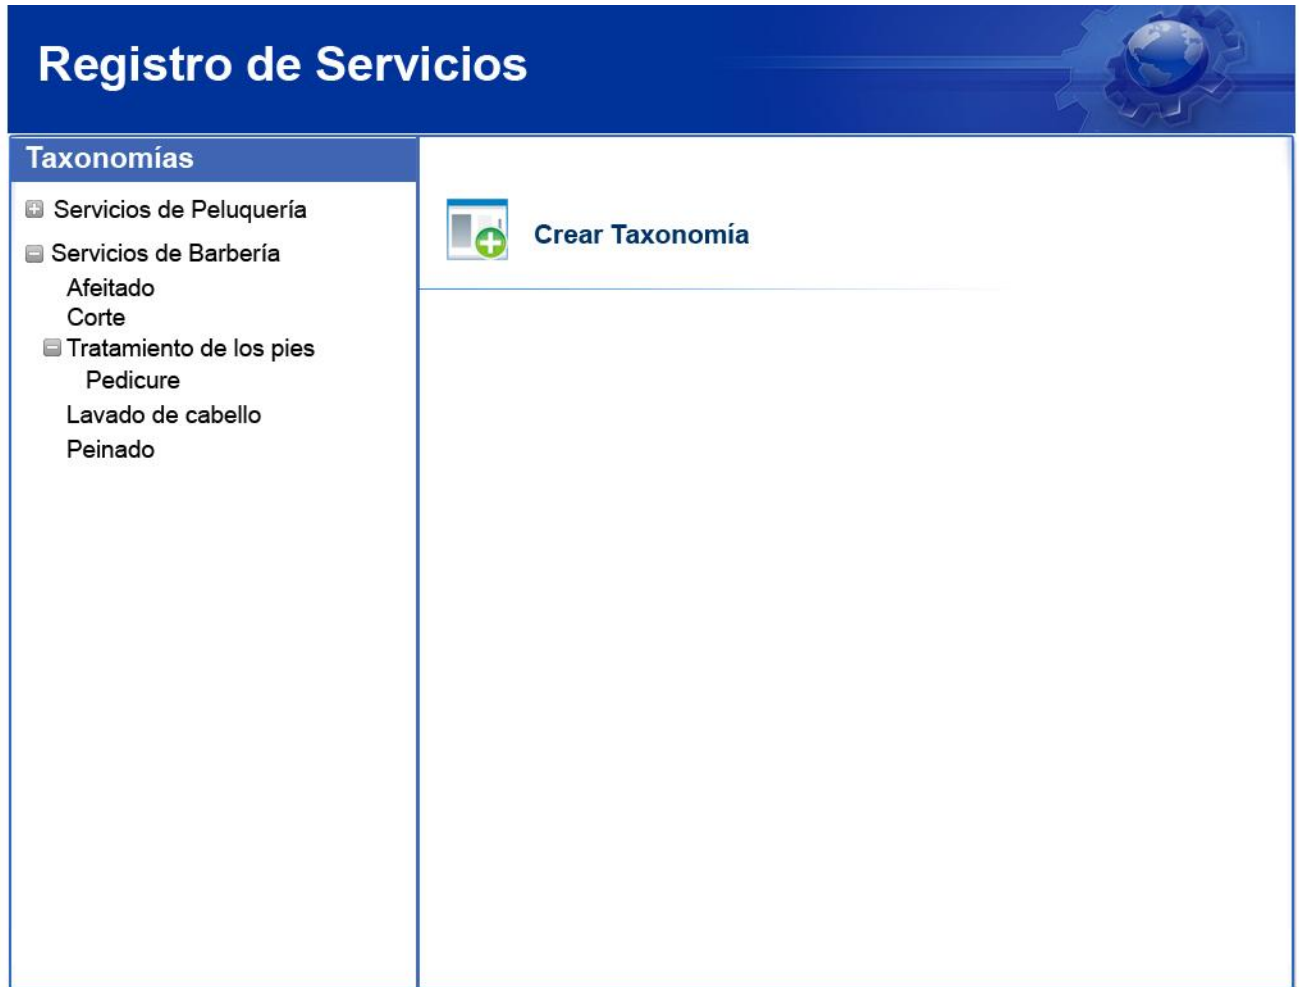 Registro de Servicios
Taxonomías
Servicios de Peluquería
Servicios de Barbería
Afeitado
Corte
Tratamiento de los pies
Pedicure
Lavado de cabello
Peinado
Crear Taxonomía